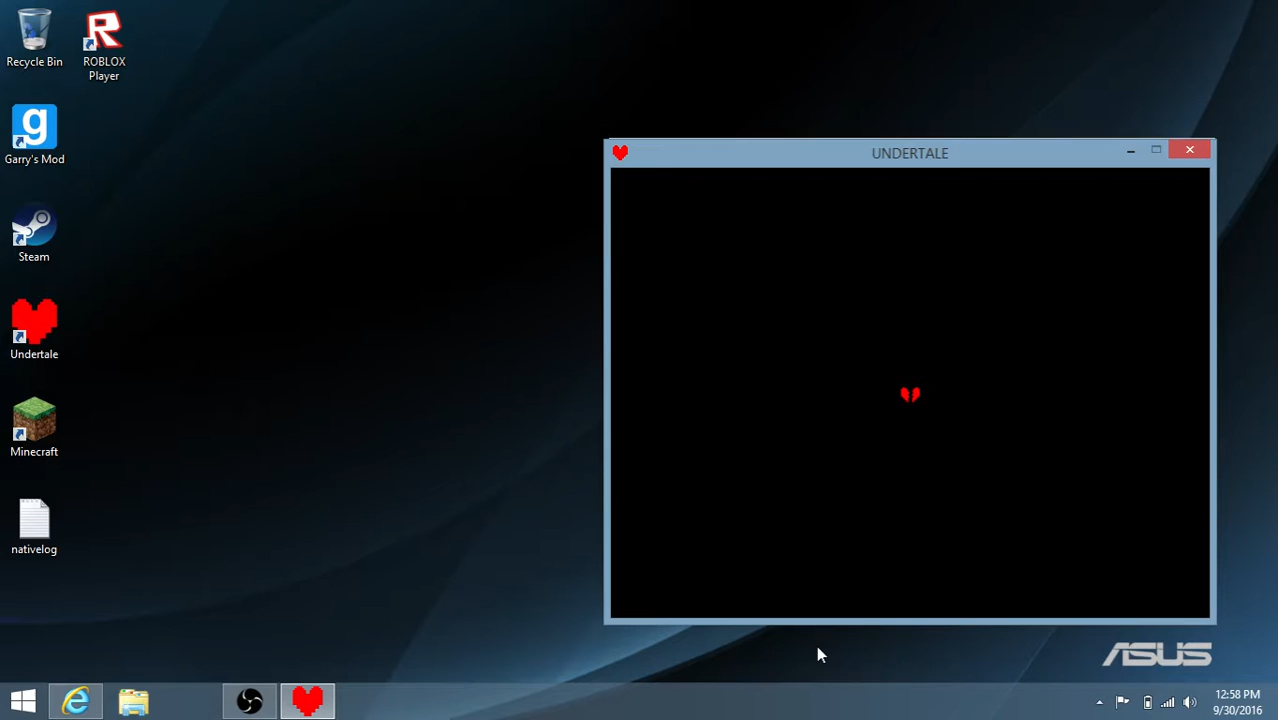 Recycle Bin
ROBLOX
Player
Garry's Mod
Steam
Undertale
Minecraft
nativelog
UNDERTALE
ASUS
12:58 PM
9/30/2016